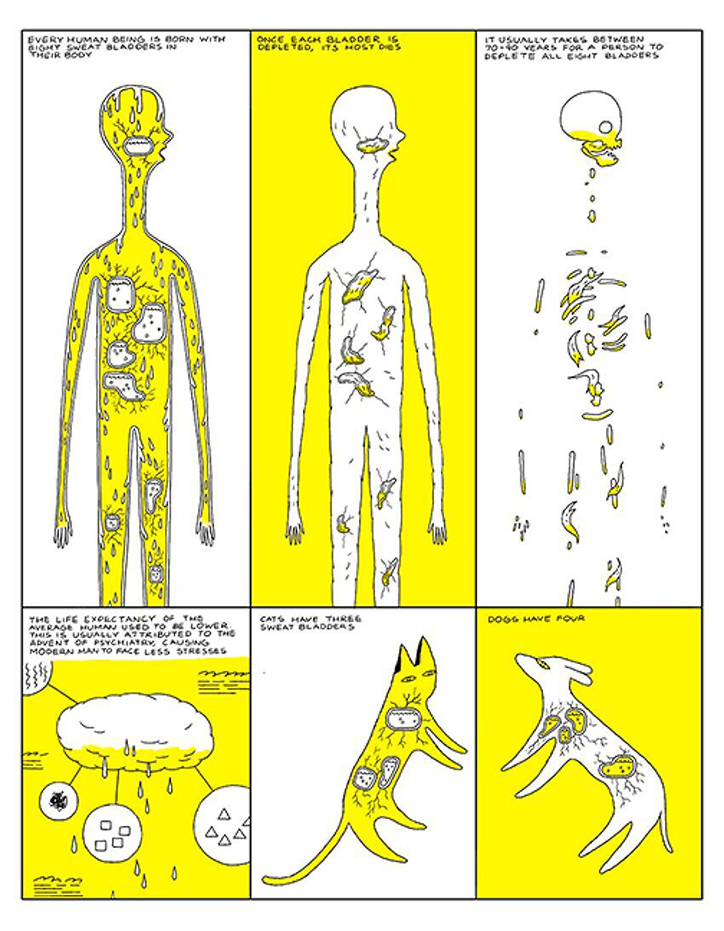 EVERY HUMAN BEING IS BORN WITH
EIGHT SWEAT BLADDERS IN
THEIR BODY
ONCE EACH BLADDER IS
DEPLETED, ITS MOST DIES
IT USUALLY TAKES BETWEEN
70-90 YEARS FOR A PERSON TO
DEPLETE ALL EIGHT BLADDERS
THE LIFE EXPECTANCY OF THE
AVERAGE HUMAN USED TO BE LOWER.
THIS IS USUALLY ATTRIBUTED TO THE
ADVENT OF PSYCHIATRY, CAUSING
MODERN MAN TO FACE LESS STRESSES
CATS HAVE THREE
SWEAT BLADDERS
DOGS HAVE FOUR